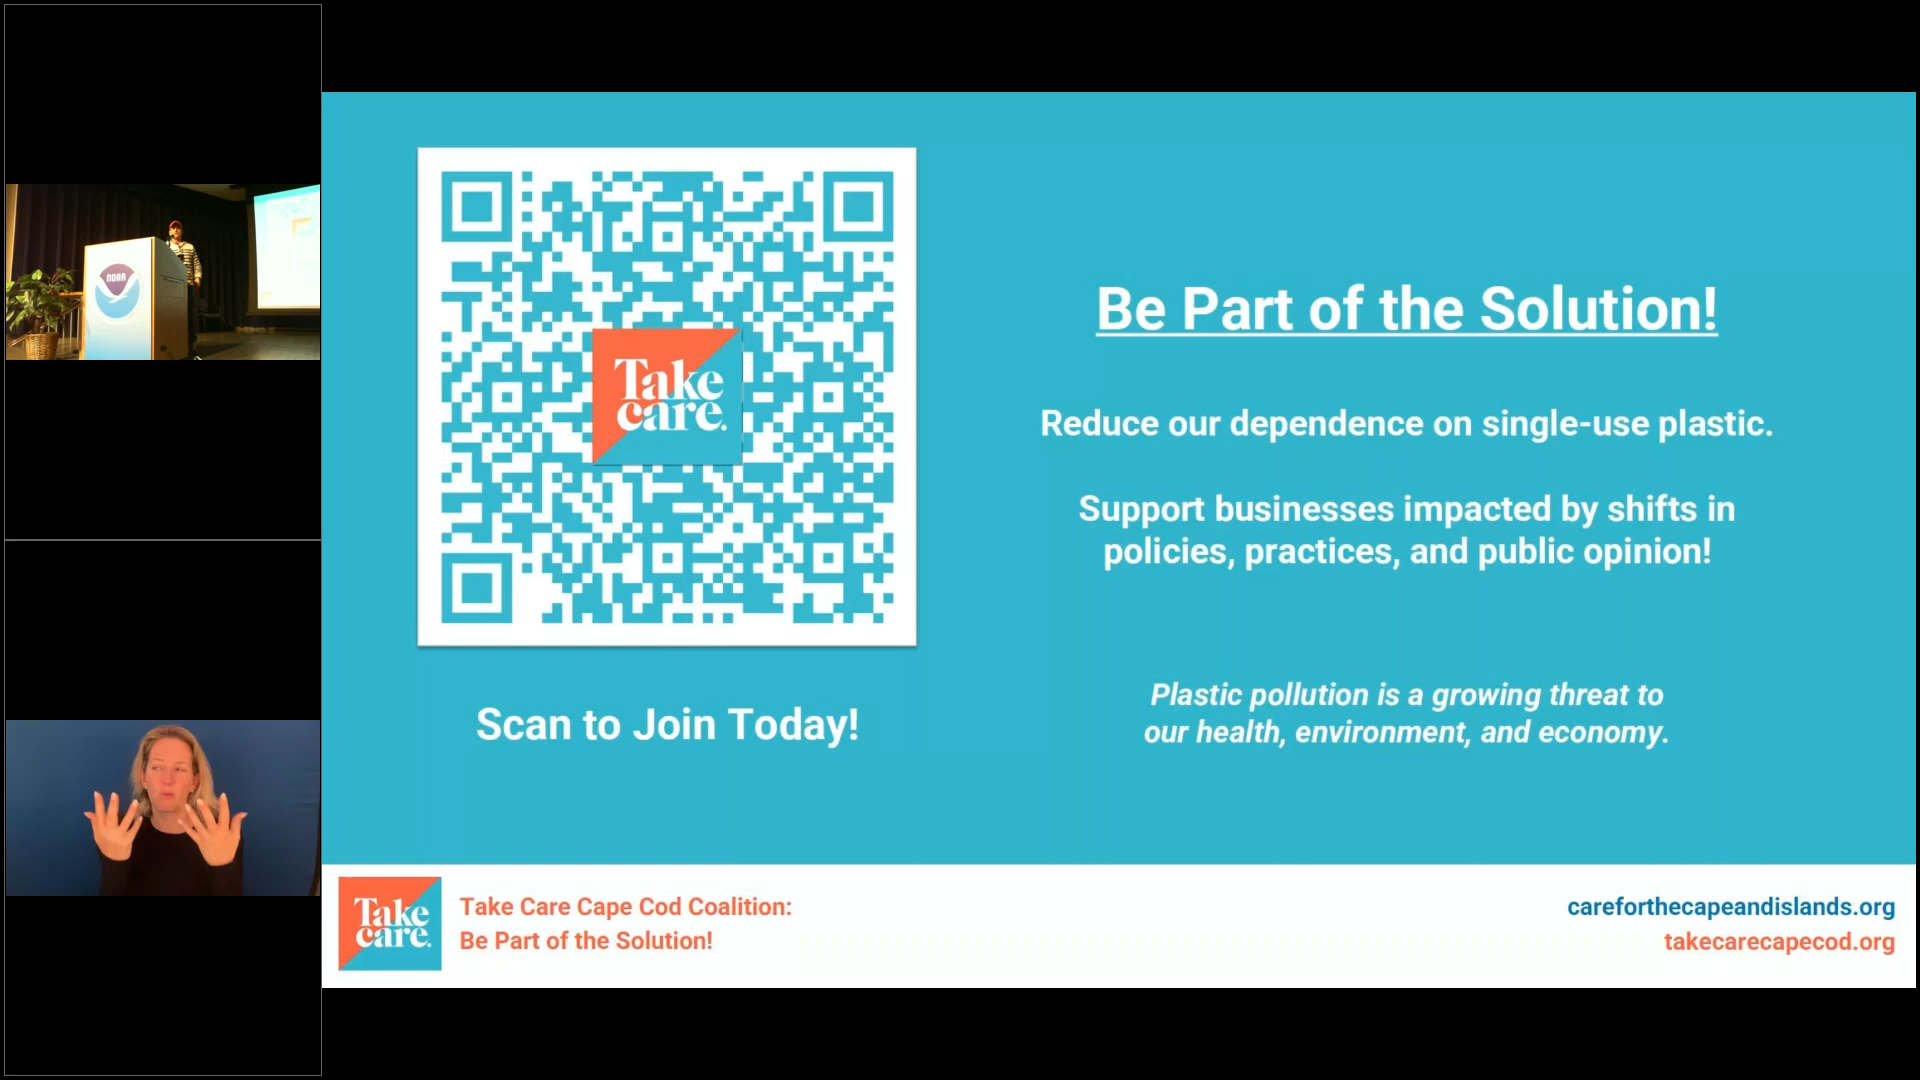 NOAA
Take
care.
Scan to Join Today!
Be Part of the Solution!
Reduce our dependence on single-use plastic.
Support businesses impacted by shifts in
policies, practices, and public opinion!
Plastic pollution is a growing threat to
our health, environment, and economy.
Take
care.
Take Care Cape Cod Coalition:
Be Part of the Solution!
careforthecapeandislands.org
takecarecapecod.org